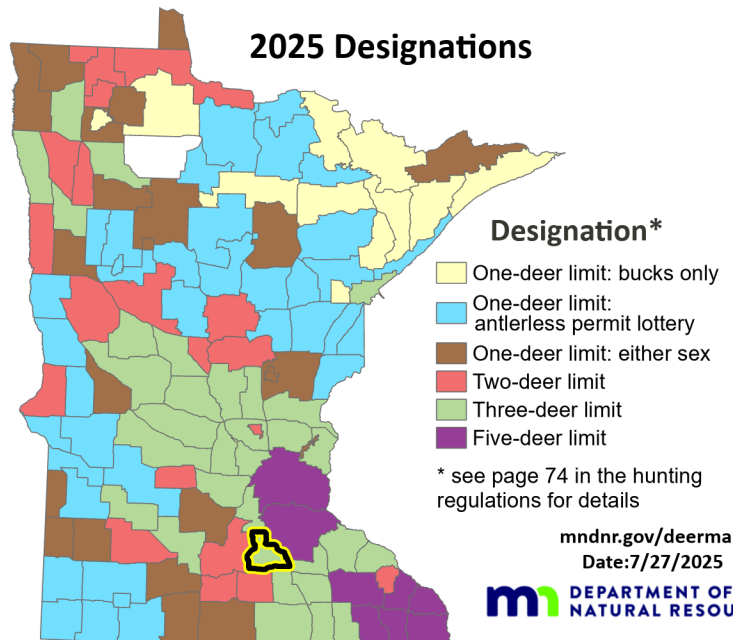 2025 Designations
Designation*
One-deer limit: bucks only
One-deer limit:
antlerless permit lottery
One-deer limit: either sex
Two-deer limit
Three-deer limit
Five-deer limit
* see page 74 in the hunting
regulations for details
mndnr.gov/deerma
Date:7/27/2025
mn DEPARTMENT OF
NATURAL RESOU